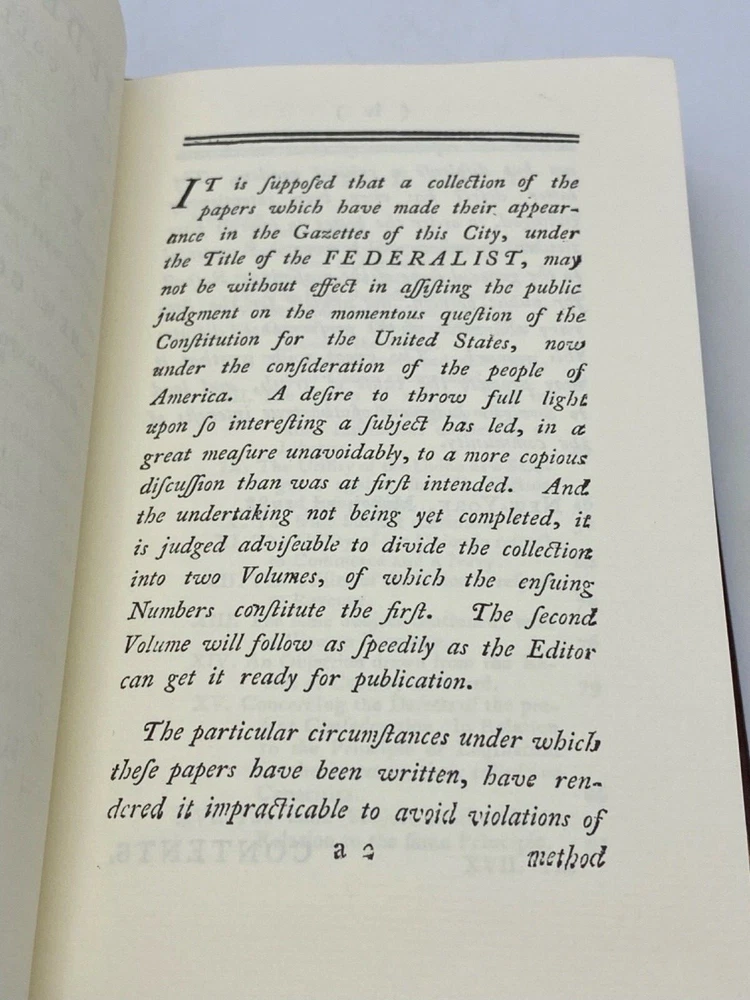 IT is ſuppoſed that a collection of the
papers which have made their appear-
ance in the Gazettes of this City, under
the Title of the FEDERALIST, may
not be without effect in aſſiſting the public
judgment on the momentous queſtion of the
Conſtitution for the United States, now
under the conſideration of the people of
America. A deſire to throw full light
upon ſo intereſting a ſubject has led, in a
great meaſure unavoidably, to a more copious
diſcuſſion than was at firſt intended. And
the undertaking not being yet completed, it
is judged adviſeable to divide the collection
into two Volumes, of which the enſuing
Numbers conſtitute the firſt. The ſecond
Volume will follow as ſpeedily as the Editor
can get it ready for publication.
The particular circumſtances under which
theſe papers have been written, have ren-
dered it impracticable to avoid violations of
a 2
method
CONTENTS.